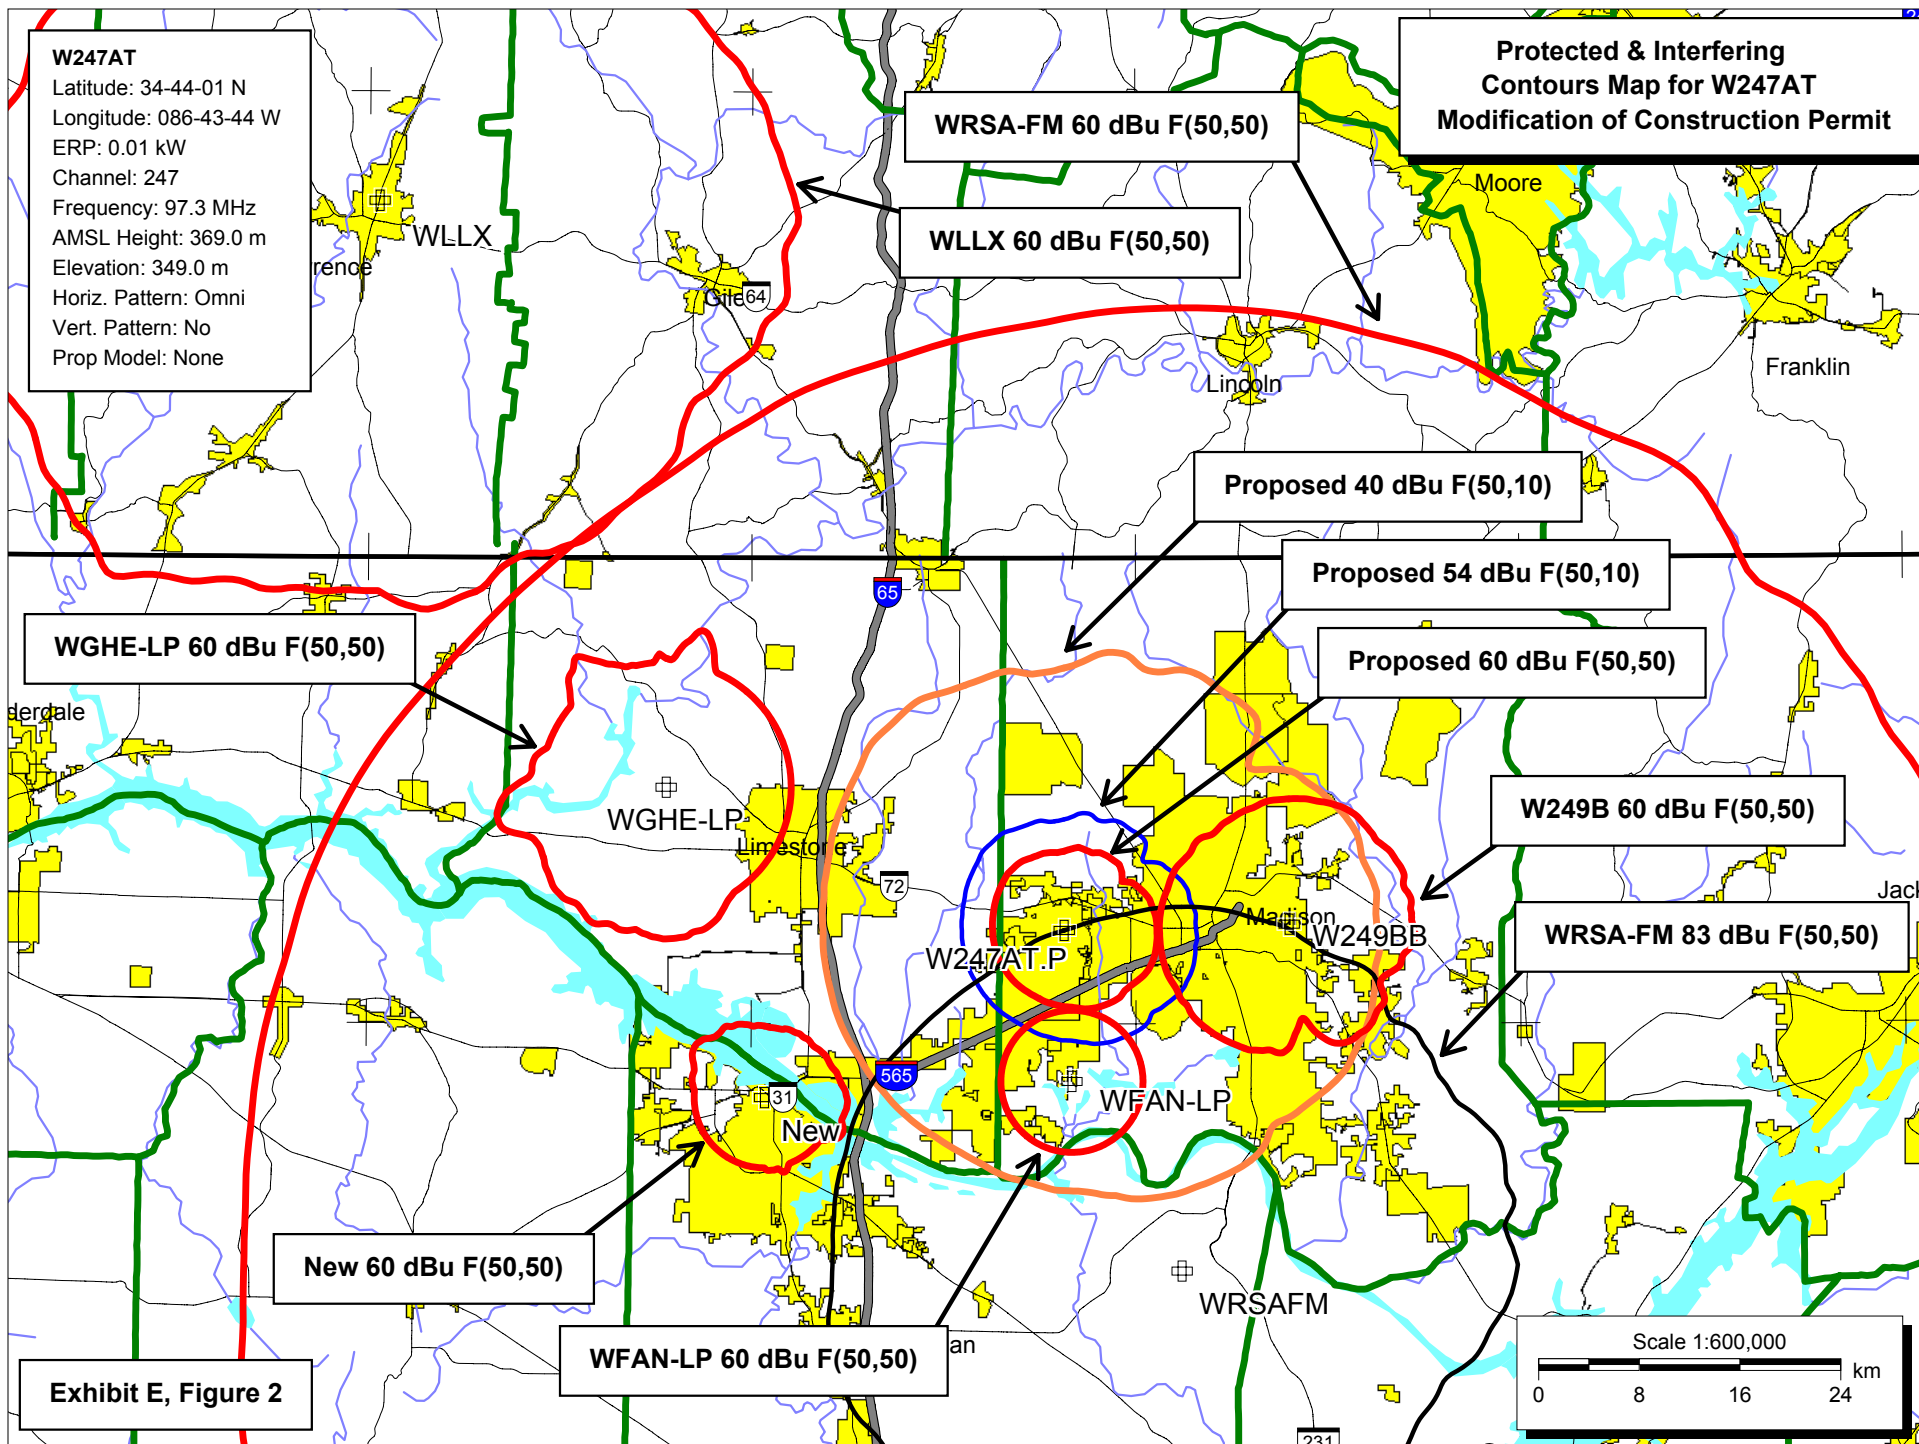 W247AT
Latitude: 34-44-01 N
Longitude: 086-43-44 W
ERP: 0.01 kW
Channel: 247
Frequency: 97.3 MHz
AMSL Height: 369.0 m
Elevation: 349.0 m
Horiz. Pattern: Omni
Vert. Pattern: No
Prop Model: None
Protected & Interfering
Contours Map for W247AT
Modification of Construction Permit
WRSA-FM 60 dBu F(50,50)
Moore
WLLX
WLLX 60 dBu F(50,50)
rence
Gile
64
Franklin
Lincoln
Proposed 40 dBu F(50,10)
Proposed 54 dBu F(50,10)
65
WGHE-LP 60 dBu F(50,50)
Proposed 60 dBu F(50,50)
derdale
W249B 60 dBu F(50,50)
WGHE-LP
Limestone
72
Jack
Madison
W249BB
WRSA-FM 83 dBu F(50,50)
W247AT.P
565
31
WFAN-LP
New
New 60 dBu F(50,50)
WRSAFM
WFAN-LP 60 dBu F(50,50)
an
Scale 1:600,000
km
0 8 16 24
Exhibit E, Figure 2
231